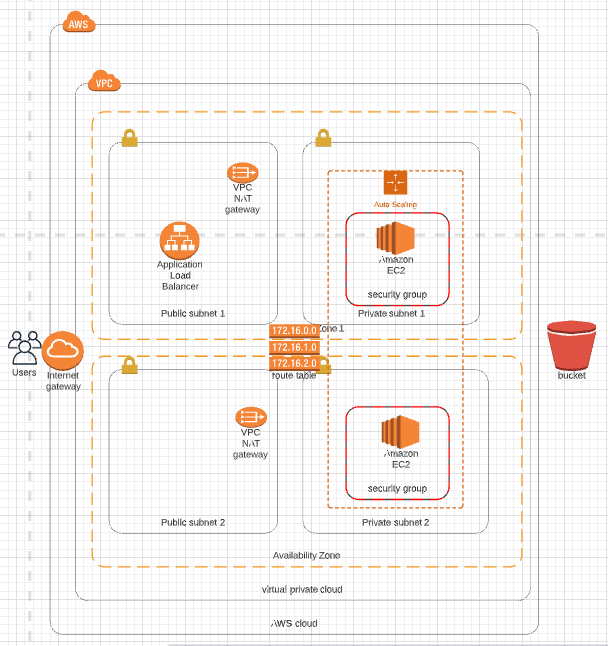 AWS
VPC
VPC
NAT
gateway
Auto Scaling
Application
Load
Balancer
Amazon
EC2
security group
Public subnet 1
Private subnet 1
172.16.0.0
Zone 1
172.16.1.0
172.16.2.0
route table
Users
Internet
gateway
bucket
VPC
NAT
gateway
Amazon
EC2
security group
Public subnet 2
Private subnet 2
Availability Zone
virtual private cloud
AWS cloud